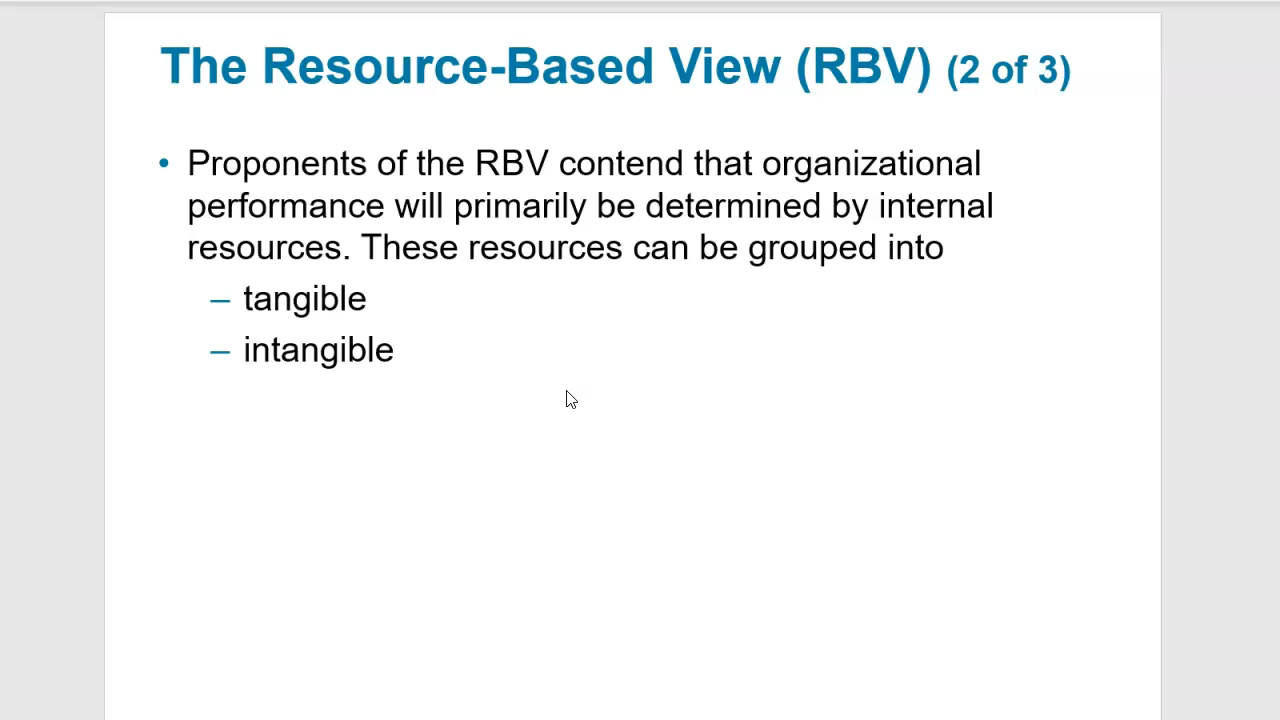 The Resource-Based View (RBV) (2 of 3)
• Proponents of the RBV contend that organizational
performance will primarily be determined by internal
resources. These resources can be grouped into
– tangible
– intangible